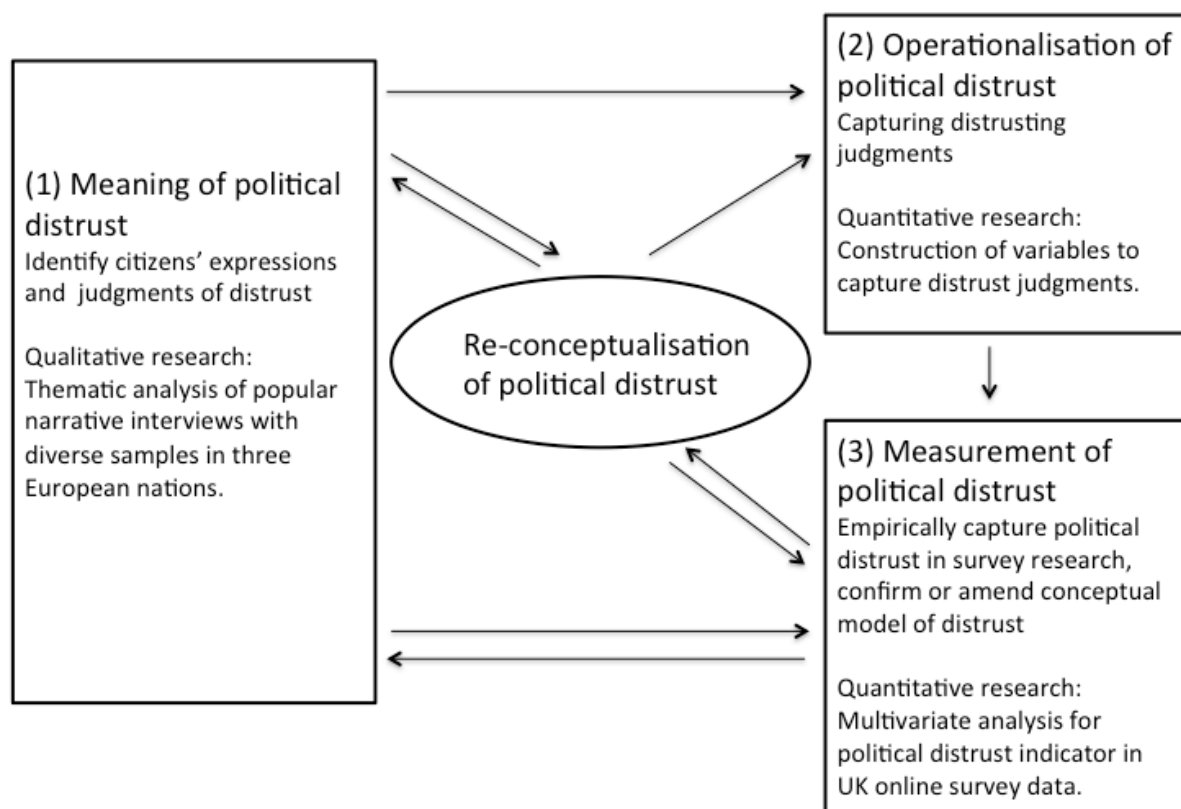 (1) Meaning of political
distrust
Identify citizens’ expressions
and judgments of distrust
Qualitative research:
Thematic analysis of popular
narrative interviews with
diverse samples in three
European nations.
Re-conceptualisation
of political distrust
(2) Operationalisation of
political distrust
Capturing distrusting
judgments
Quantitative research:
Construction of variables to
capture distrust judgments.
(3) Measurement of
political distrust
Empirically capture political
distrust in survey research,
confirm or amend conceptual
model of distrust
Quantitative research:
Multivariate analysis for
political distrust indicator in
UK online survey data.